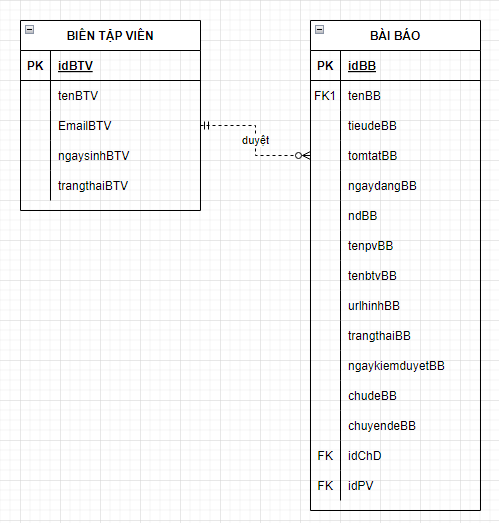 BIÊN TẬP VIÊN
PK idBTV
tenBTV
EmailBTV
ngaysinhBTV
trangthaiBTV
duyệt
BÀI BÁO
PK idBB
FK1 tenBB
tieudeBB
tomtatBB
ngaydangBB
ndBB
tenpvBB
tenbtvBB
urlhinhBB
trangthaiBB
ngaykiemduyetBB
chudeBB
chuyendeBB
FK idChD
FK idPV